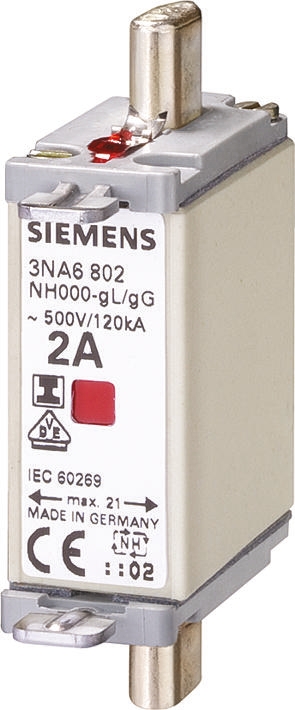 SIEMENS
3NA6 802
NH000-gL/gG
~ 500V/120kA
2A
VDE
IEC 60269
max. 21
MADE IN GERMANY
CE NH
::02